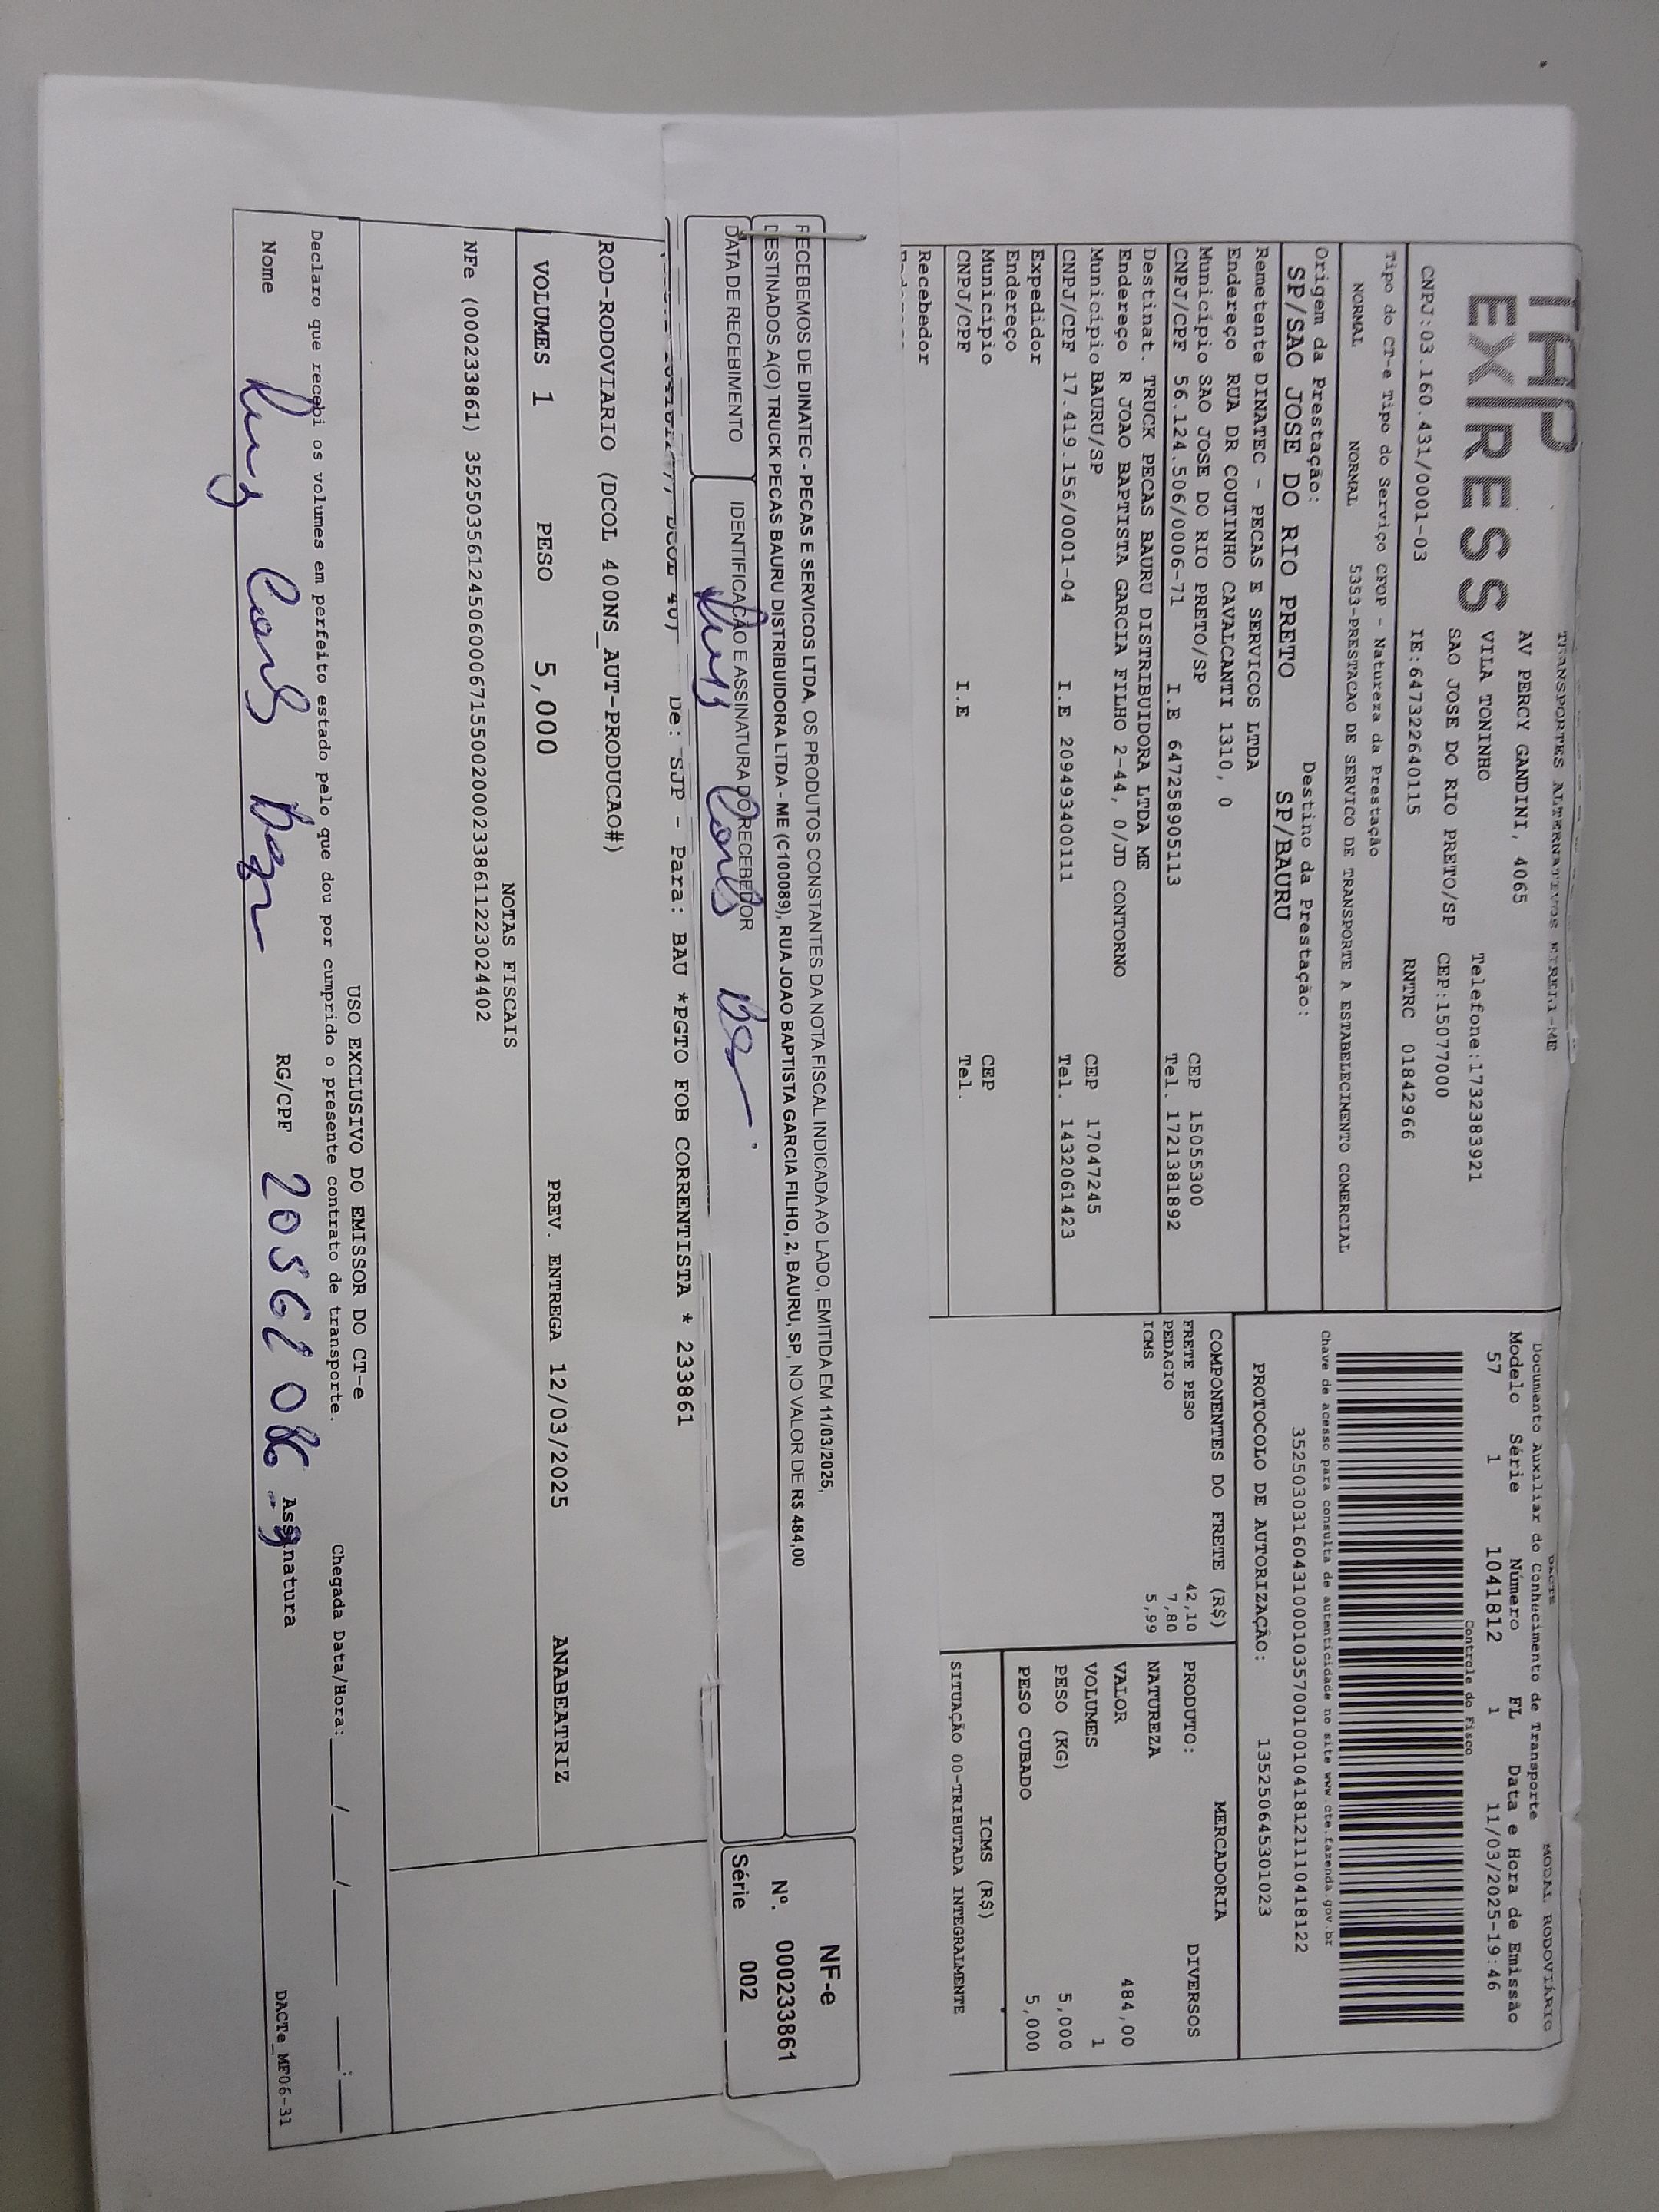 TRANSPORTES ALTERNATIVOS EIRELI-ME
TAP
EXPRESS
AV PERCY GANDINI, 4065
VILA TONINHO
Telefone:1732383921
SAO JOSE DO RIO PRETO/SP
CEP:15077000
CNPJ:03.160.431/0001-03
IE:647322640115
RNTRC 01842966
Tipo do CT-e Tipo do Serviço CFOP - Natureza da Prestação
NORMAL NORMAL 5353-PRESTACAO DE SERVICO DE TRANSPORTE A ESTABELECIMENTO COMERCIAL
Origem da Prestação: Destino da Prestação:
SP/SAO JOSE DO RIO PRETO SP/BAURU
Remetente DINATEC - PECAS E SERVICOS LTDA
Endereço RUA DR COUTINHO CAVALCANTI 1310, 0
Município SAO JOSE DO RIO PRETO/SP CEP 15055300
CNPJ/CPF 56.124.506/0006-71 I.E 647258905113 Tel. 1721381892
Destinat. TRUCK PECAS BAURU DISTRIBUIDORA LTDA ME
Endereço R JOAO BAPTISTA GARCIA FILHO 2-44, 0/JD CONTORNO
Município BAURU/SP CEP 17047245
CNPJ/CPF 17.419.156/0001-04 I.E 209493400111 Tel. 1432061423
Expedidor
Endereço
Município CEP
CNPJ/CPF I.E Tel.
Recebedor
DACTE MODAL RODOVIÁRIO
Documento Auxiliar do Conhecimento de Transporte
Modelo Série Número FL Data e Hora de Emissão
57 1 1041812 1 11/03/2025-19:46
Controle do Fisco
Chave de acesso para consulta de autenticidade no site www.cte.fazenda.gov.br
35250303160431000103570010010418121110418122
PROTOCOLO DE AUTORIZAÇÃO: 135250645301023
COMPONENTES DO FRETE (R$)
FRETE PESO 42,10
PEDAGIO 7,80
ICMS 5,99
MERCADORIA
PRODUTO: DIVERSOS
NATUREZA
VALOR 484,00
VOLUMES 1
PESO (KG) 5,000
PESO CUBADO 5,000
ICMS (R$)
SITUAÇÃO 00-TRIBUTADA INTEGRALMENTE
RECEBEMOS DE DINATEC - PECAS E SERVICOS LTDA, OS PRODUTOS CONSTANTES DA NOTA FISCAL INDICADA AO LADO, EMITIDA EM 11/03/2025,
DESTINADOS A(O) TRUCK PECAS BAURU DISTRIBUIDORA LTDA - ME (C100089), RUA JOAO BAPTISTA GARCIA FILHO, 2, BAURU, SP, NO VALOR DE R$ 484,00
DATA DE RECEBIMENTO IDENTIFICAÇÃO E ASSINATURA DO RECEBEDOR
NF-e
Nº. 000233861
Série 002
De: SJP - Para: BAU *PGTO FOB CORRENTISTA * 233861
ROD-RODOVIARIO (DCOL 400NS_AUT-PRODUCAO#)
VOLUMES 1 PESO 5,000 PREV. ENTREGA 12/03/2025 ANABEATRIZ
NOTAS FISCAIS
NFe (000233861) 35250356124506000671550020002338611223024402
USO EXCLUSIVO DO EMISSOR DO CT-e
Declaro que recebi os volumes em perfeito estado pelo que dou por cumprido o presente contrato de transporte. Chegada Data/Hora:____/____/____ __:__
Nome RG/CPF Assinatura
DACTe_MF06-31